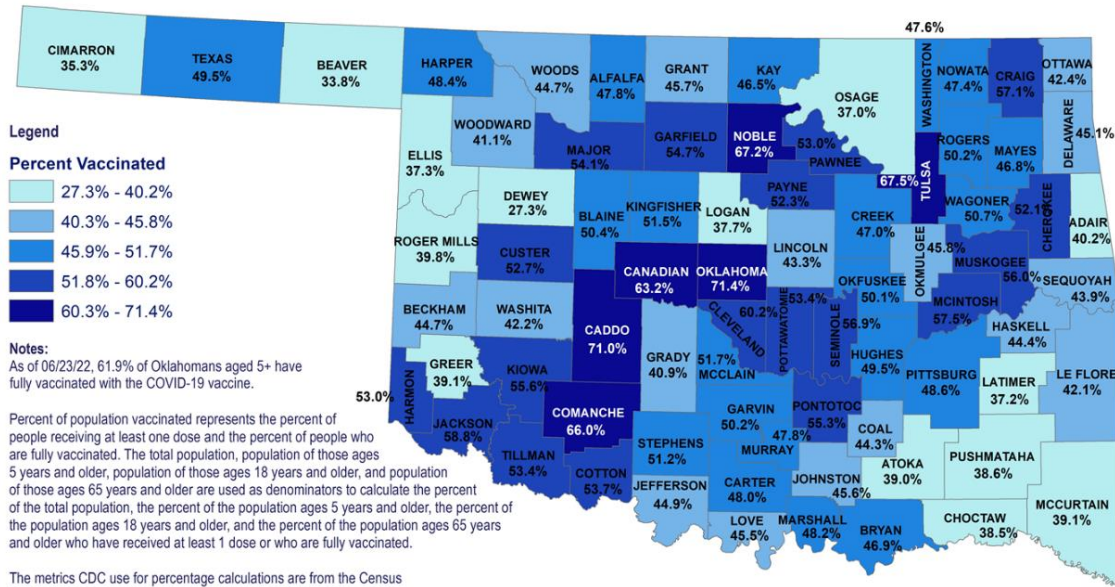 47.6%
CIMARRON
35.3%
TEXAS
49.5%
BEAVER
33.8%
HARPER
48.4%
WOODS
44.7%
ALFALFA
47.8%
GRANT
45.7%
KAY
46.5%
OSAGE
37.0%
WASHINGTON
NOWATA
47.4%
CRAIG
57.1%
OTTAWA
42.4%
DELAWARE
45.1%
WOODWARD
41.1%
MAJOR
54.1%
GARFIELD
54.7%
NOBLE
67.2%
53.0%
PAWNEE
67.5%
TULSA
ROGERS
50.2%
MAYES
46.8%
ELLIS
37.3%
DEWEY
27.3%
BLAINE
50.4%
KINGFISHER
51.5%
LOGAN
37.7%
PAYNE
52.3%
CREEK
47.0%
WAGONER
50.7%
52.1%
CHEROKEE
ADAIR
40.2%
ROGER MILLS
39.8%
CUSTER
52.7%
CANADIAN
63.2%
OKLAHOMA
71.4%
LINCOLN
43.3%
OKFUSKEE
50.1%
OKMULGEE
45.8%
MUSKOGEE
56.0%
SEQUOYAH
43.9%
BECKHAM
44.7%
WASHITA
42.2%
CADDO
71.0%
GRADY
40.9%
60.2%
CLEVELAND
53.4%
POTTAWATOMIE
SEMINOLE
56.9%
HUGHES
49.5%
MCINTOSH
57.5%
HASKELL
44.4%
LE FLORE
42.1%
GREER
39.1%
KIOWA
55.6%
51.7%
MCCLAIN
PITTSBURG
48.6%
LATIMER
37.2%
53.0%
HARMON
JACKSON
58.8%
COMANCHE
66.0%
GARVIN
50.2%
PONTOTOC
55.3%
COAL
44.3%
TILLMAN
53.4%
COTTON
53.7%
STEPHENS
51.2%
47.8%
MURRAY
JOHNSTON
45.6%
ATOKA
39.0%
PUSHMATAHA
38.6%
JEFFERSON
44.9%
CARTER
48.0%
LOVE
45.5%
MARSHALL
48.2%
BRYAN
46.9%
CHOCTAW
38.5%
MCCURTAIN
39.1%
Legend
Percent Vaccinated
27.3% - 40.2%
40.3% - 45.8%
45.9% - 51.7%
51.8% - 60.2%
60.3% - 71.4%
Notes:
As of 06/23/22, 61.9% of Oklahomans aged 5+ have
fully vaccinated with the COVID-19 vaccine.
Percent of population vaccinated represents the percent of
people receiving at least one dose and the percent of people who
are fully vaccinated. The total population, population of those ages
5 years and older, population of those ages 18 years and older, and population
of those ages 65 years and older are used as denominators to calculate the percent
of the total population, the percent of the population ages 5 years and older, the percent of
the population ages 18 years and older, and the percent of the population ages 65 years
and older who have received at least 1 dose or who are fully vaccinated.
The metrics CDC use for percentage calculations are from the Census